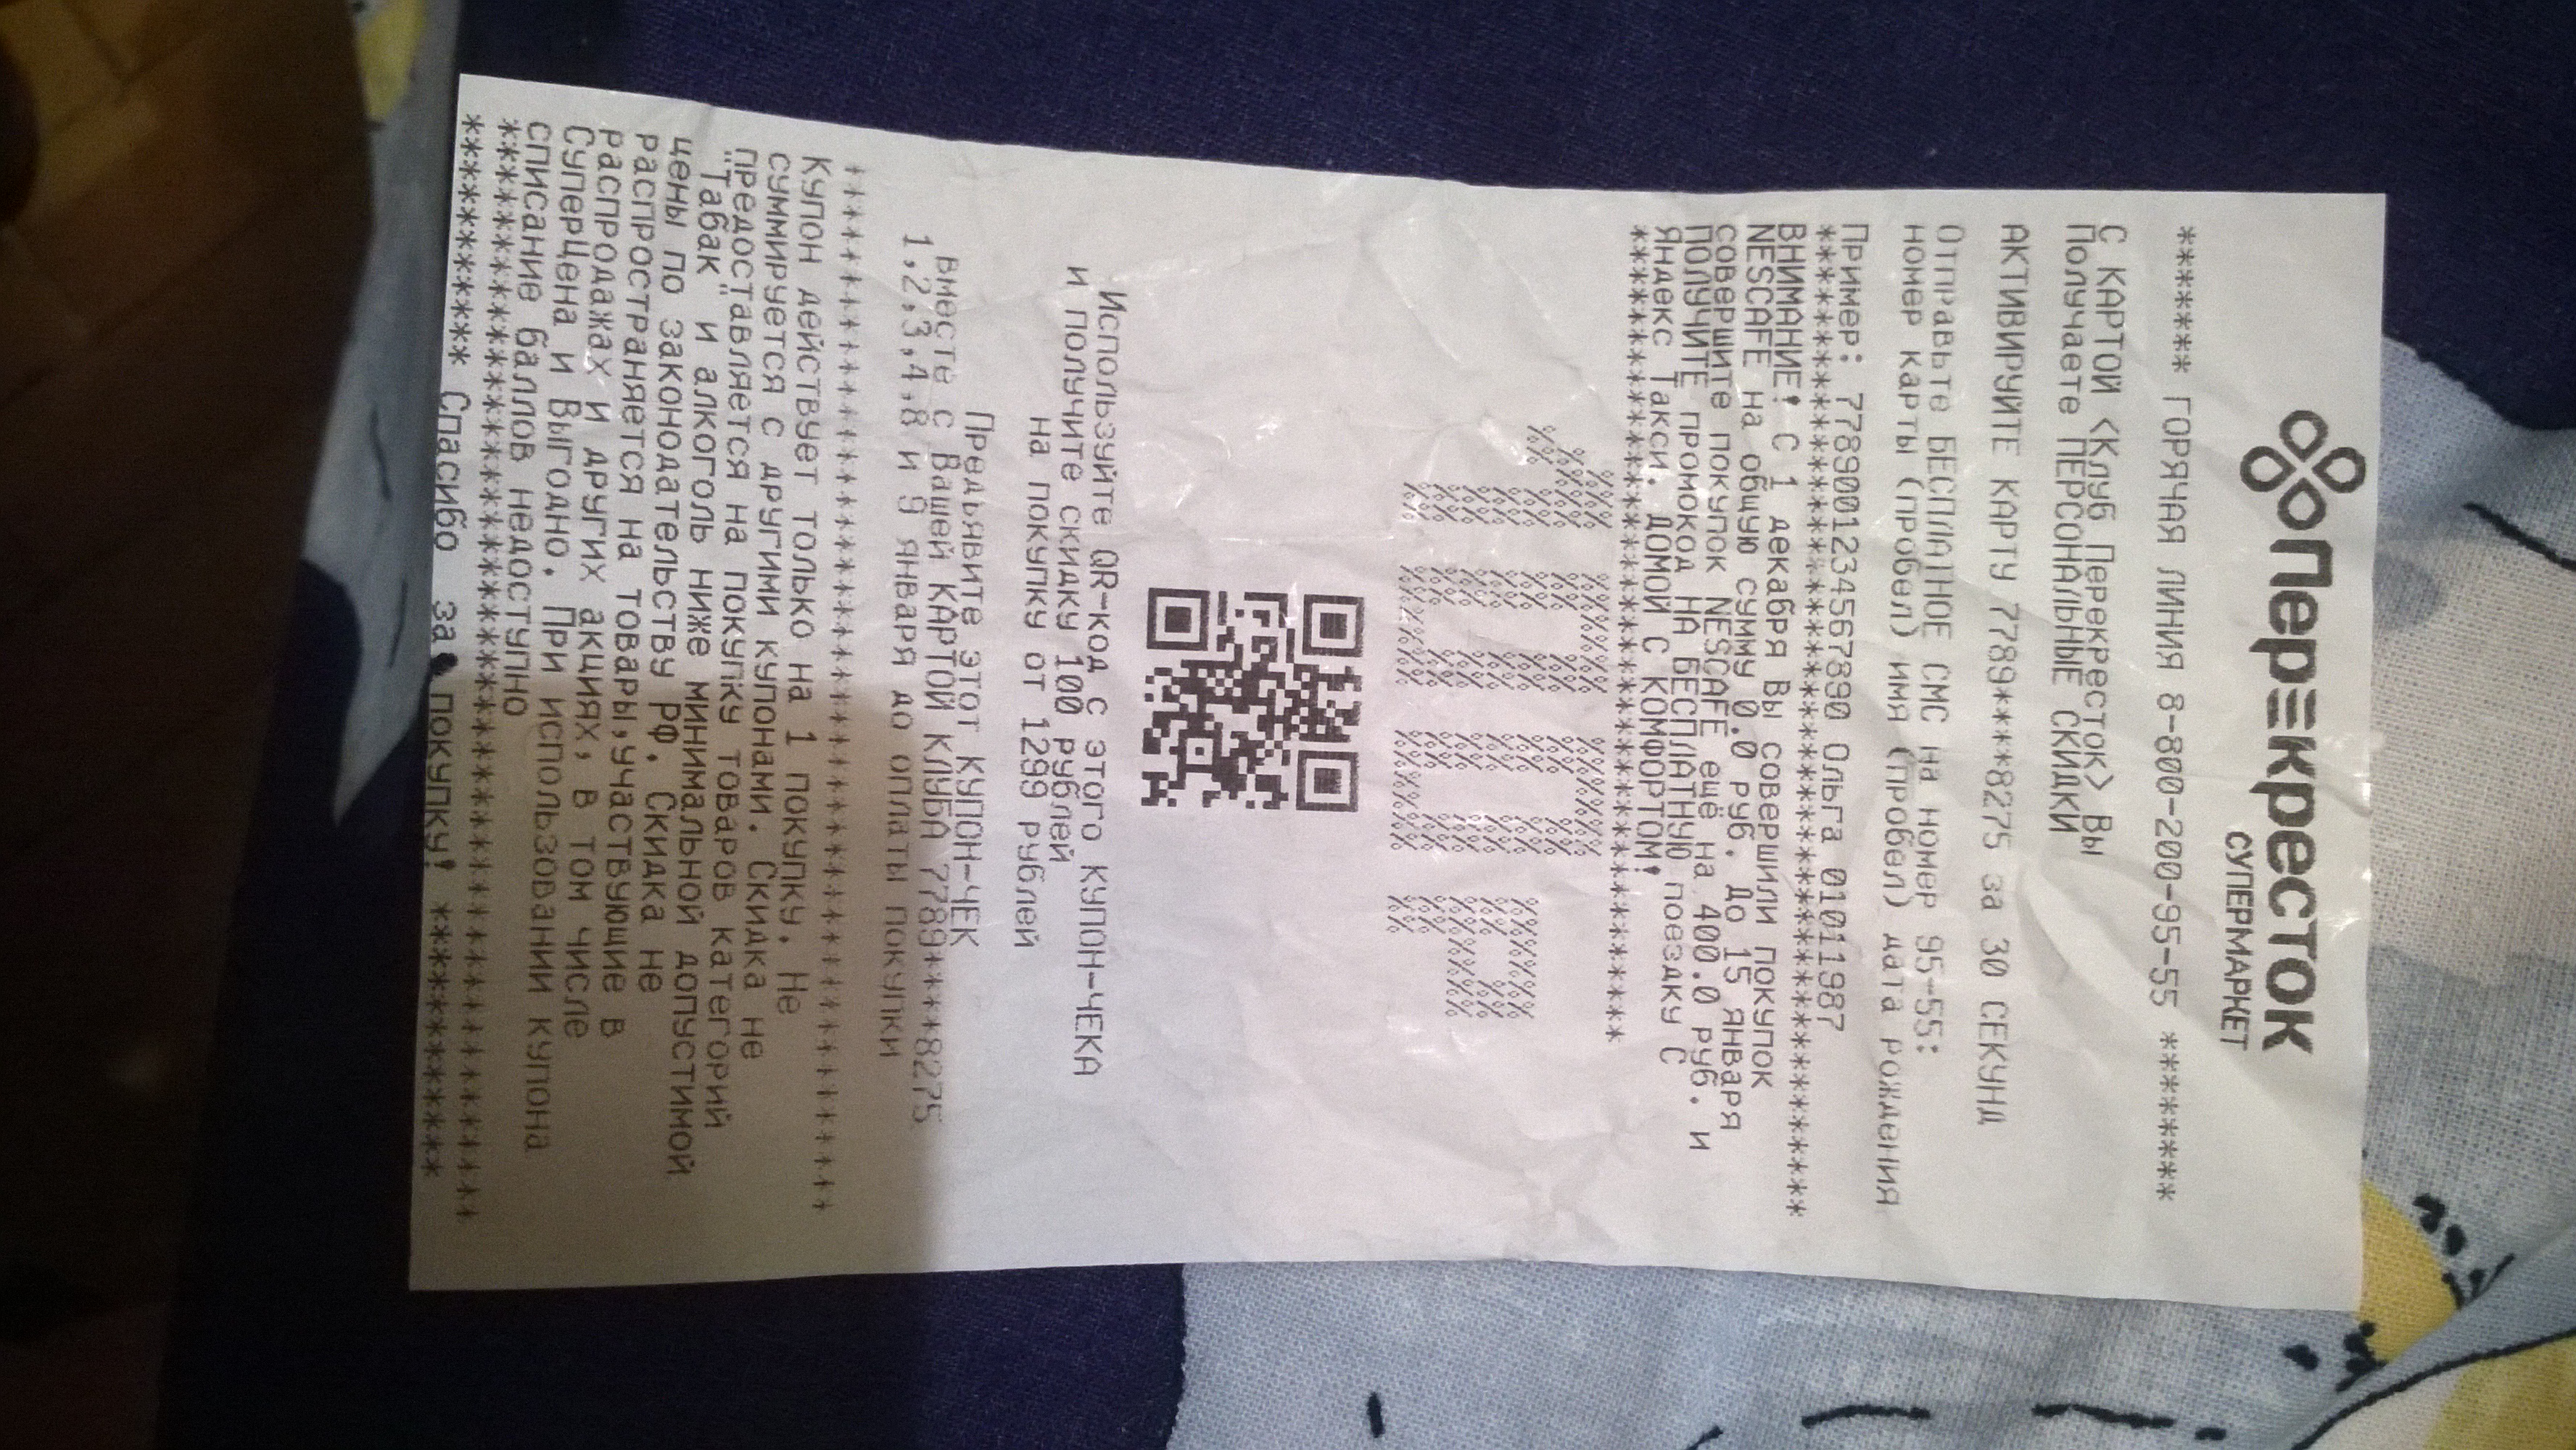 перекресток
СУПЕРМАРКЕТ
******* ГОРЯЧАЯ ЛИНИЯ 8-800-200-95-55 *******
С КАРТОЙ <Клуб Перекресток> Вы
Получаете ПЕРСОНАЛЬНЫЕ СКИДКИ
АКТИВИРУЙТЕ КАРТУ 7789****8275 за 30 СЕКУНД
Отправьте БЕСПЛАТНОЕ СМС на номер 95-55:
номер карты (пробел) имя (пробел) дата рождения
Пример: 7789001234567890 Ольга 01011987
************************************************
ВНИМАНИЕ! С 1 декабря Вы совершили покупок
NESCAFE на общую сумму 0.0 руб. До 15 января
совершите покупок NESCAFE ещё на 400.0 руб. и
ПОЛУЧИТЕ ПРОМОКОД НА БЕСПЛАТНУЮ поездку с
Яндекс Такси. ДОМОЙ С КОМФОРТОМ!
****************************************
100 Р
Используйте QR-код с этого КУПОН-ЧЕКА
и получите скидку 100 рублей
на покупку от 1299 рублей
Предъявите этот КУПОН-ЧЕК
вместе с Вашей КАРТОЙ КЛУБА 7789****8275
1,2,3,4,8 и 9 января до оплаты покупки
************************************************
Купон действует только на 1 покупку. Не
суммируется с другими купонами. Скидка не
предоставляется на покупку товаров категорий
"Табак" и алкоголь ниже минимальной допустимой
цены по законодательству РФ. Скидка не
распространяется на товары,участвующие в
распродажах и других акциях, в том числе
СуперЦена и Выгодно. При использовании купона
списание баллов недоступно
************************************************
************ Спасибо за покупку! ************